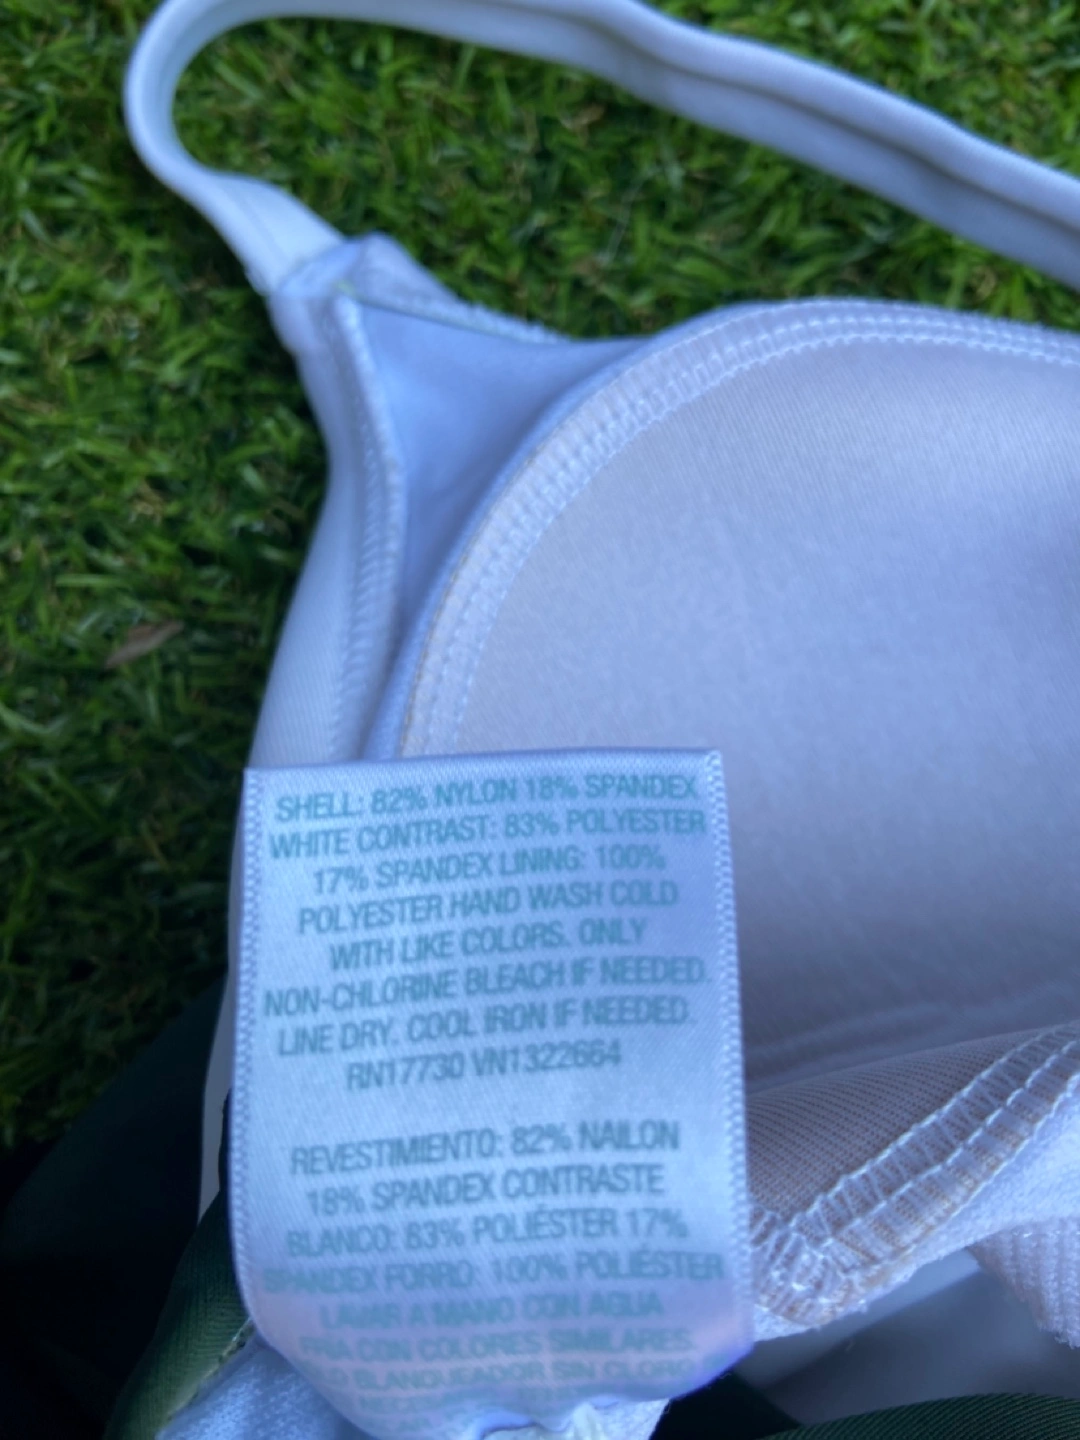 SHELL: 82% NYLON 18% SPANDEX
WHITE CONTRAST: 83% POLYESTER
17% SPANDEX LINING: 100%
POLYESTER HAND WASH COLD
WITH LIKE COLORS. ONLY
NON-CHLORINE BLEACH IF NEEDED.
LINE DRY. COOL IRON IF NEEDED.
RN17730 VN1322664
REVESTIMIENTO: 82% NAILON
18% SPANDEX CONTRASTE
BLANCO: 83% POLIÉSTER 17%
SPANDEX FORRO: 100% POLIÉSTER
LAVAR A MANO CON AGUA
FRIA CON COLORES SIMILARES.
BLANQUEADOR SIN CLORO